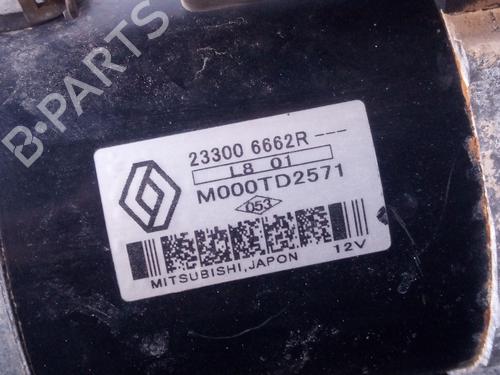 B-PARTS
23300 6662R ---
L8 01
M000TD2571
053
12V
MITSUBISHI,JAPON